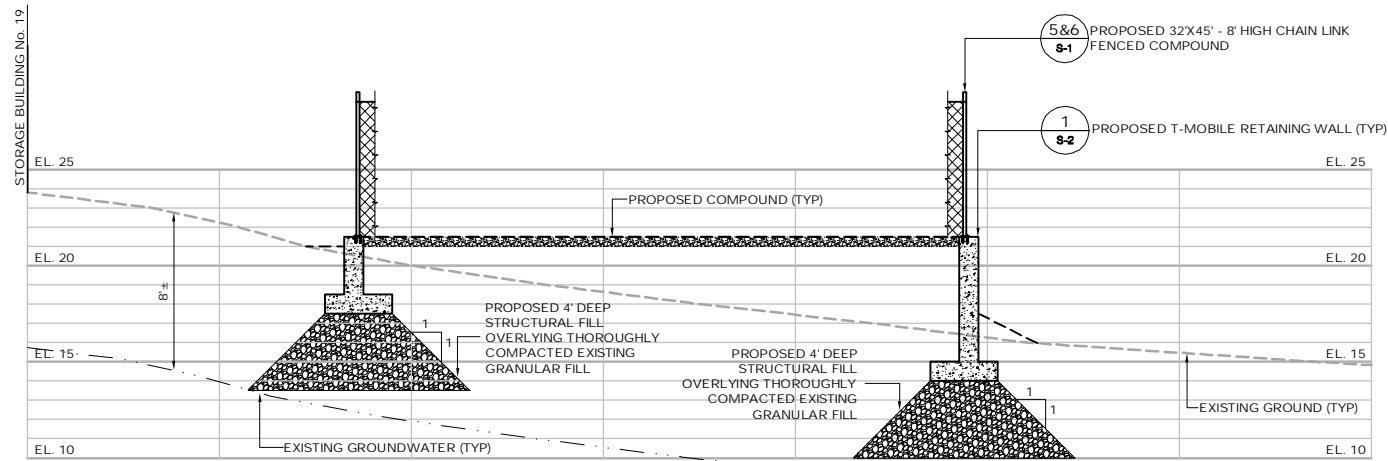 STORAGE BUILDING No. 19
5&6
S-1
PROPOSED 32'X45' - 8' HIGH CHAIN LINK
FENCED COMPOUND
1
S-2
PROPOSED T-MOBILE RETAINING WALL (TYP)
EL. 25
EL. 25
PROPOSED COMPOUND (TYP)
EL. 20
EL. 20
8'±
PROPOSED 4' DEEP
STRUCTURAL FILL
OVERLYING THOROUGHLY
COMPACTED EXISTING
GRANULAR FILL
1
1
EL. 15
EL. 15
PROPOSED 4' DEEP
STRUCTURAL FILL
OVERLYING THOROUGHLY
COMPACTED EXISTING
GRANULAR FILL
1
1
EXISTING GROUND (TYP)
EXISTING GROUNDWATER (TYP)
EL. 10
EL. 10